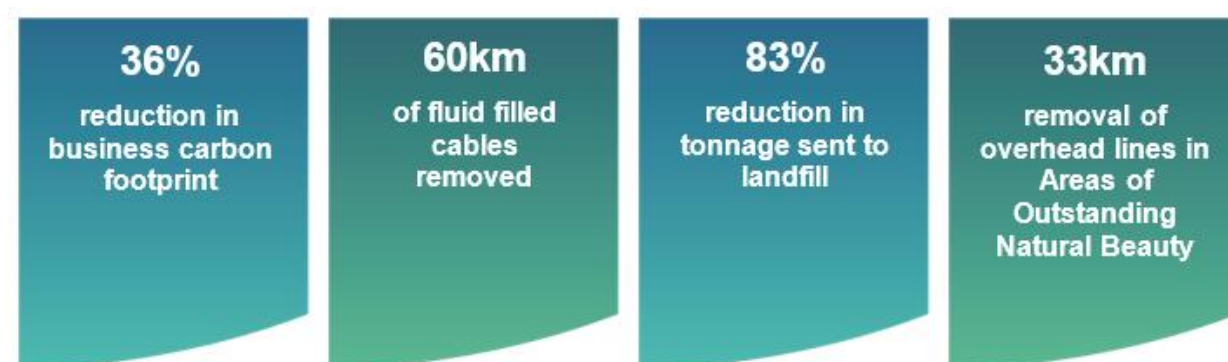 36%
reduction in
business carbon
footprint
60km
of fluid filled
cables
removed
83%
reduction in
tonnage sent to
landfill
33km
removal of
overhead lines in
Areas of
Outstanding
Natural Beauty